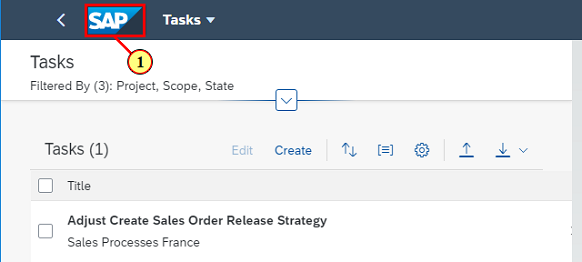 SAP Tasks
1
Tasks
Filtered By (3): Project, Scope, State
Tasks (1) Edit Create
Title
Adjust Create Sales Order Release Strategy
Sales Processes France